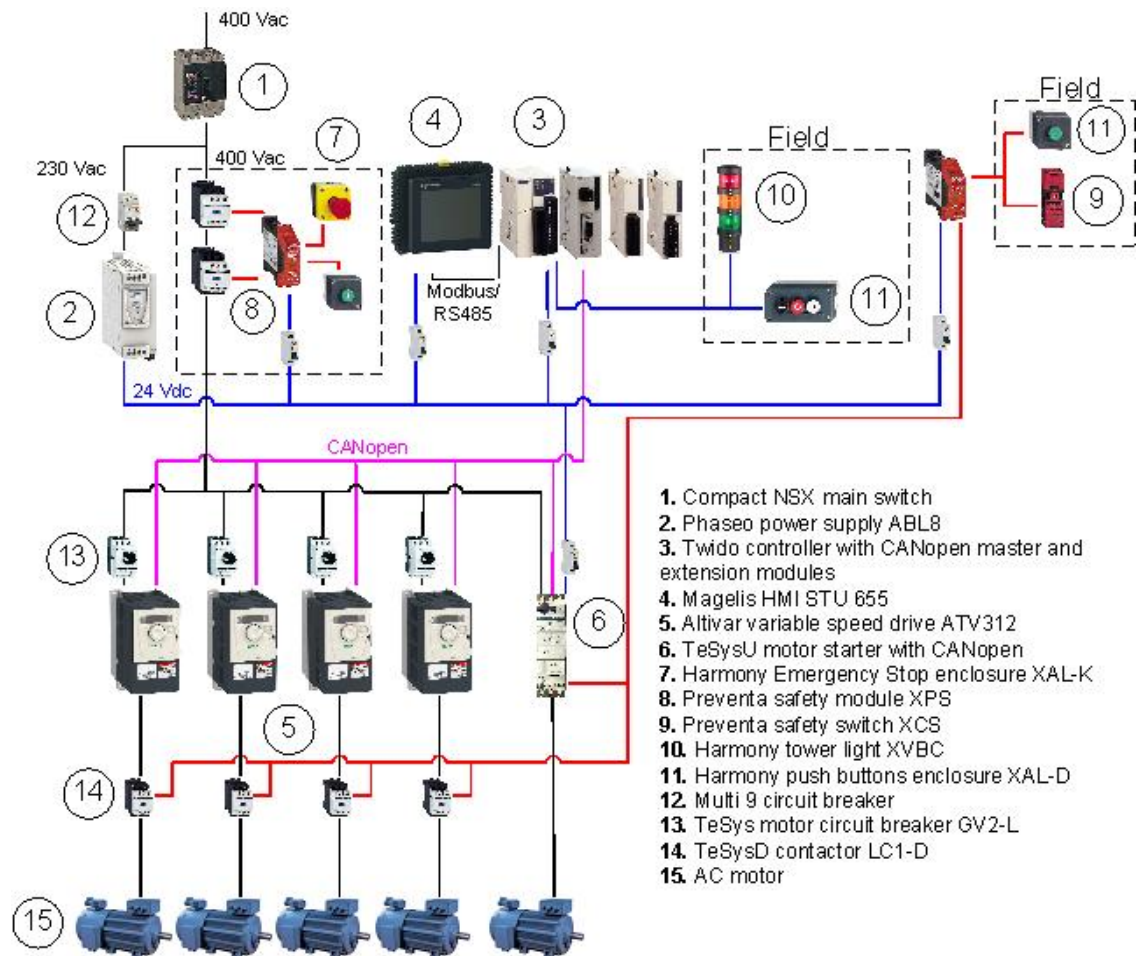 400 Vac
1
Field
7
4
3
11
230 Vac
400 Vac
Field
12
10
9
2
8
Modbus/
RS485
11
24 Vdc
CANopen
13
6
5
14
15
1. Compact NSX main switch
2. Phaseo power supply ABL8
3. Twido controller with CANopen master and
extension modules
4. Magelis HMI STU 655
5. Altivar variable speed drive ATV312
6. TeSysU motor starter with CANopen
7. Harmony Emergency Stop enclosure XAL-K
8. Preventa safety module XPS
9. Preventa safety switch XCS
10. Harmony tower light XVBC
11. Harmony push buttons enclosure XAL-D
12. Multi 9 circuit breaker
13. TeSys motor circuit breaker GV2-L
14. TeSysD contactor LC1-D
15. AC motor